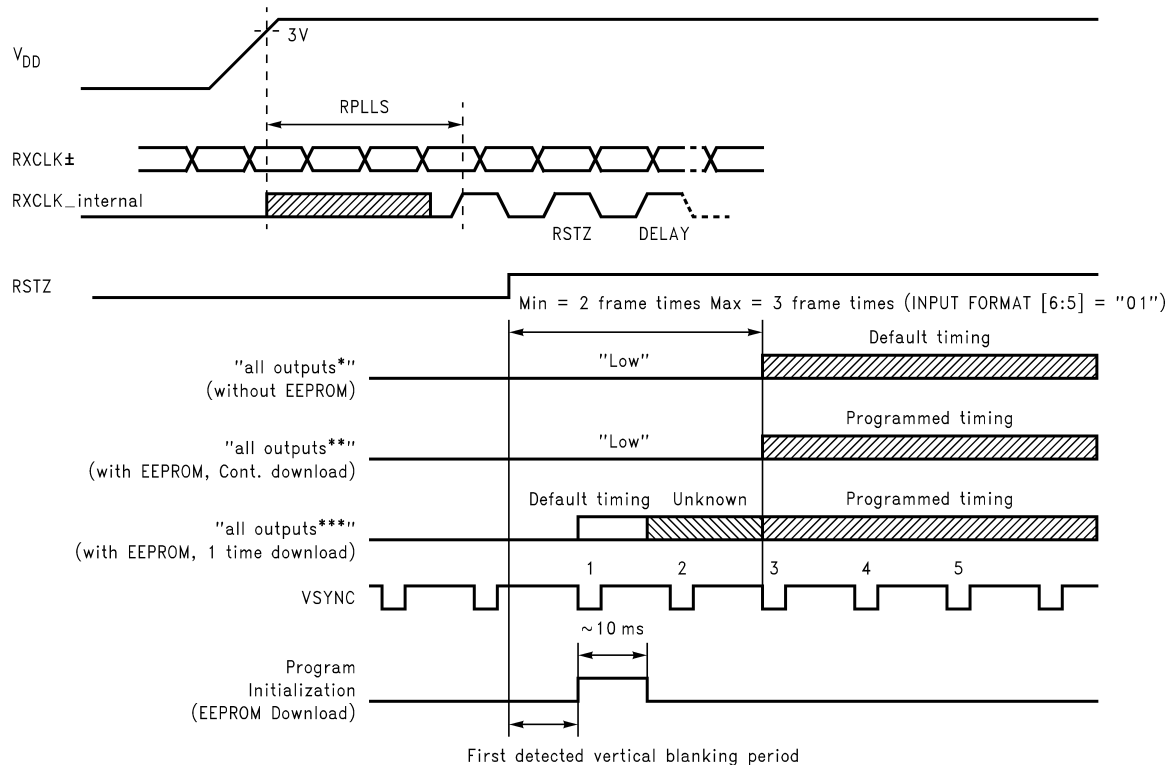 3V
VDD
RPLLS
RXCLK±
RXCLK_internal
RSTZ DELAY
RSTZ
Min = 2 frame times Max = 3 frame times (INPUT FORMAT [6:5] = "01")
Default timing
"all outputs*" "Low"
(without EEPROM)
Programmed timing
"all outputs**" "Low"
(with EEPROM, Cont. download)
Default timing Unknown Programmed timing
"all outputs***"
(with EEPROM, 1 time download)
1 2 3 4 5
VSYNC
~10 ms
Program
Initialization
(EEPROM Download)
First detected vertical blanking period